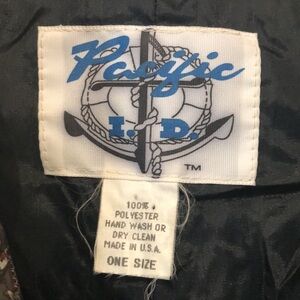 Pacific
I. D.
TM
100%
POLYESTER
HAND WASH OR
DRY CLEAN
MADE IN U.S.A.
ONE SIZE